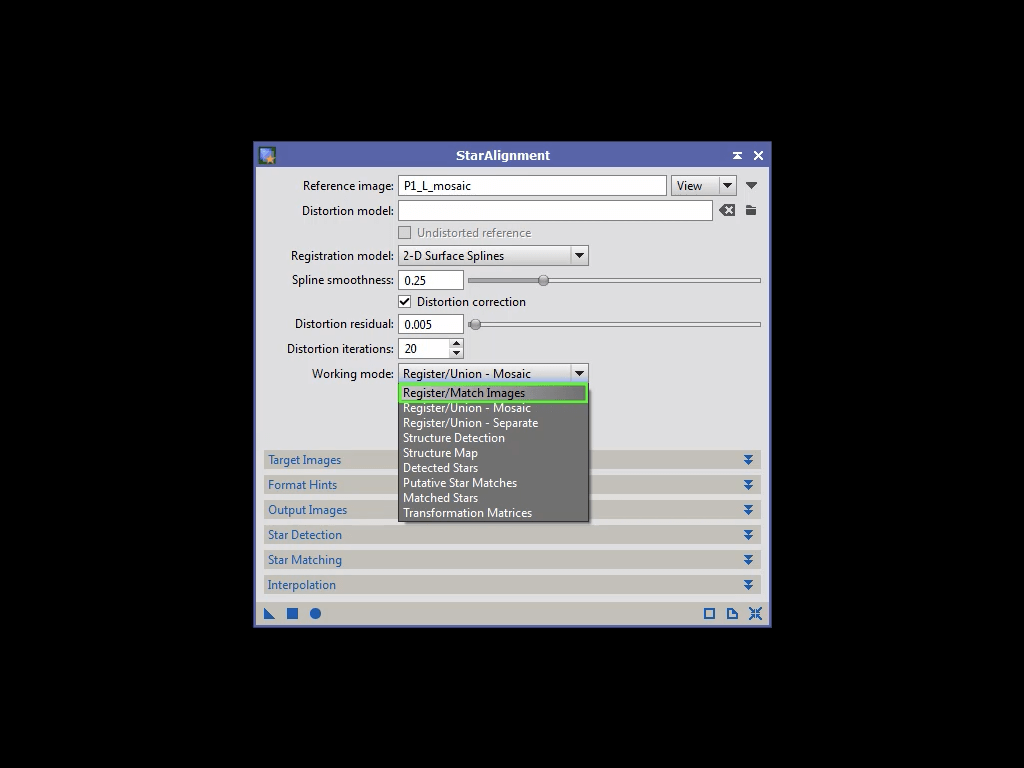 StarAlignment
Reference image: P1_L_mosaic View
Distortion model:
Undistorted reference
Registration model: 2-D Surface Splines
Spline smoothness: 0.25
Distortion correction
Distortion residual: 0.005
Distortion iterations: 20
Working mode: Register/Union - Mosaic
Register/Match Images
Register/Union - Mosaic
Register/Union - Separate
Structure Detection
Structure Map
Detected Stars
Putative Star Matches
Matched Stars
Transformation Matrices
Target Images
Format Hints
Output Images
Star Detection
Star Matching
Interpolation